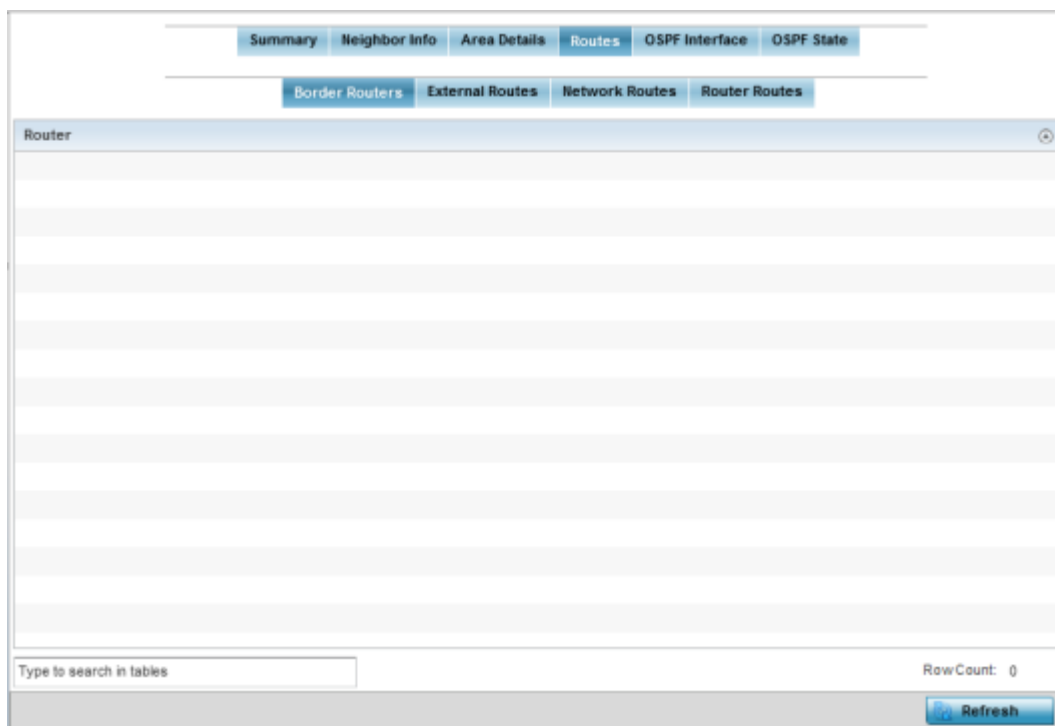 Summary Neighbor Info Area Details Routes OSPF Interface OSPF State
Border Routers External Routes Network Routes Router Routes
Router
Type to search in tables Row Count: 0
Refresh